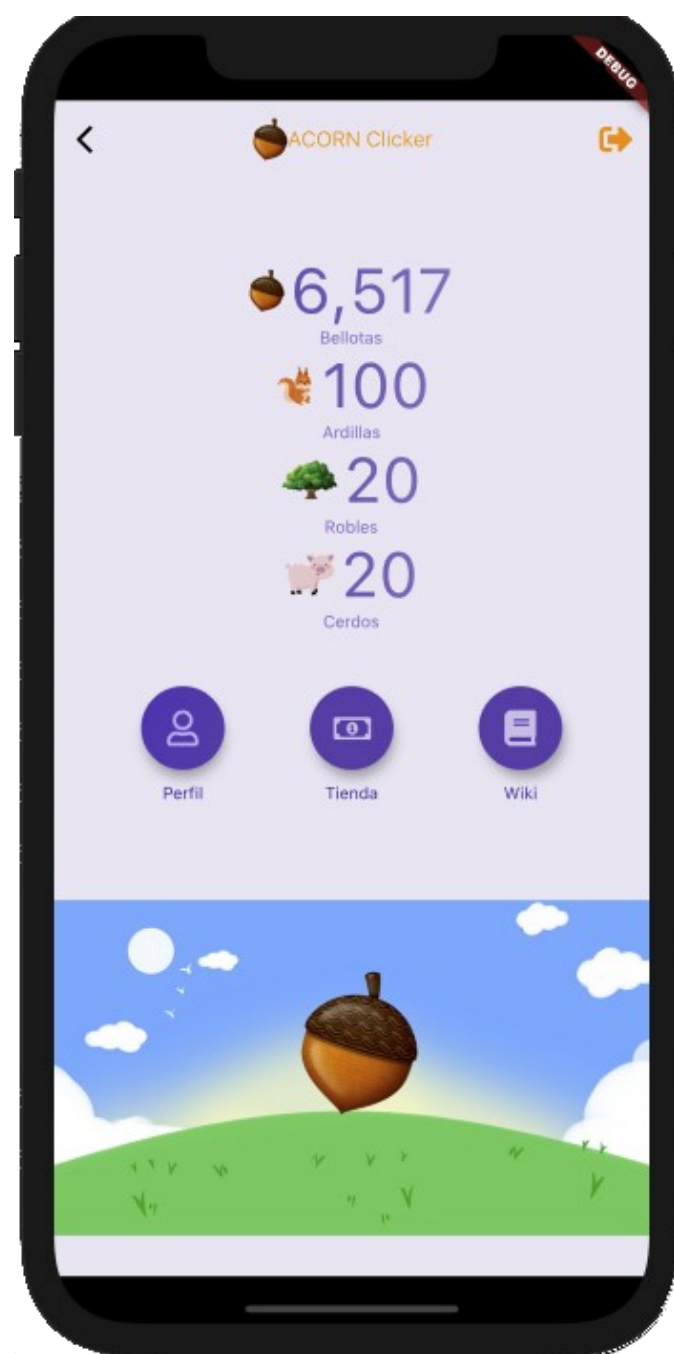 DEBUG
ACORN Clicker
6,517
Bellotas
100
Ardillas
20
Robles
20
Cerdos
Perfil Tienda Wiki